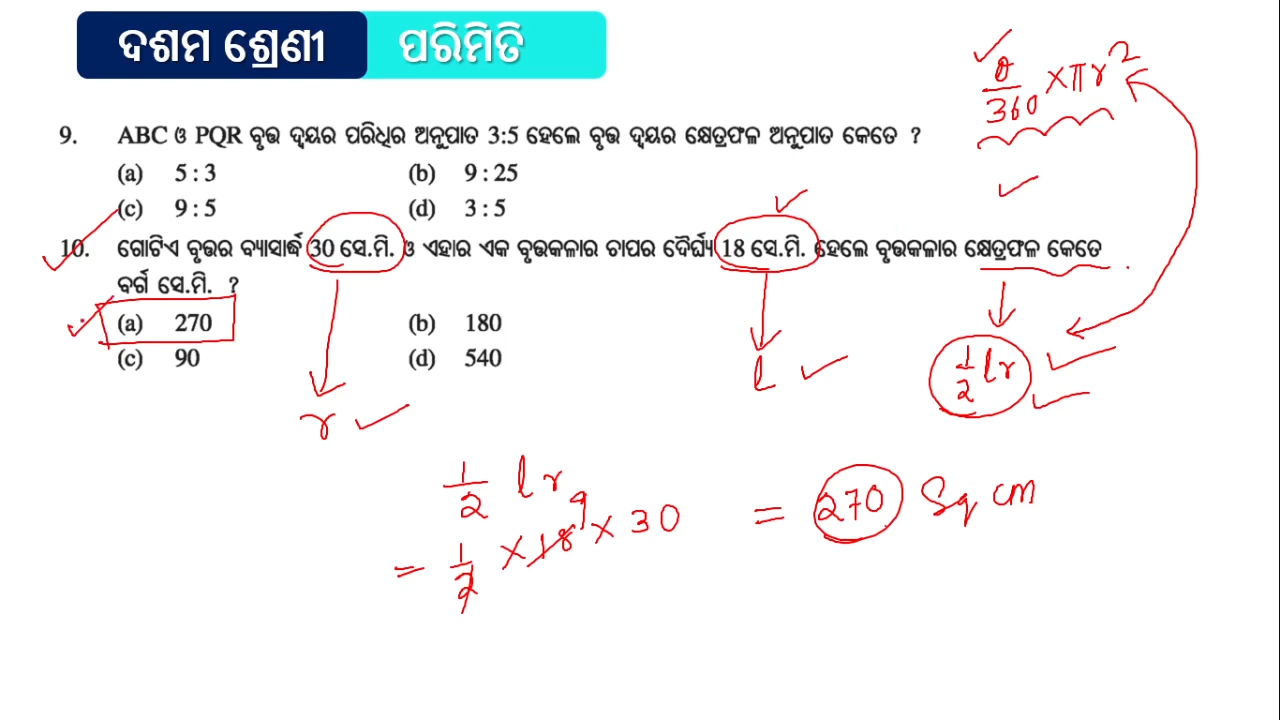 ଦଶମ ଶ୍ରେଣୀ ପରିମିତି
θ/360 × πr²
9. ABC ଓ PQR ବୃତ୍ତ ଦ୍ୱୟର ପରିଧିର ଅନୁପାତ 3:5 ହେଲେ ବୃତ୍ତ ଦ୍ୱୟର କ୍ଷେତ୍ରଫଳ ଅନୁପାତ କେତେ ?
(a) 5 : 3 (b) 9 : 25
(c) 9 : 5 (d) 3 : 5
10. ଗୋଟିଏ ବୃତ୍ତର ବ୍ୟାସାର୍ଦ୍ଧ 30 ସେ.ମି. ଓ ଏହାର ଏକ ବୃତ୍ତକଳାର ଚାପର ଦୈର୍ଘ୍ୟ 18 ସେ.ମି. ହେଲେ ବୃତ୍ତକଳାର କ୍ଷେତ୍ରଫଳ କେତେ
ବର୍ଗ ସେ.ମି. ?
(a) 270 (b) 180
(c) 90 (d) 540
r l 1/2 lr
1/2 lr
= 1/2 × 18 9 × 30 = 270 Sq cm